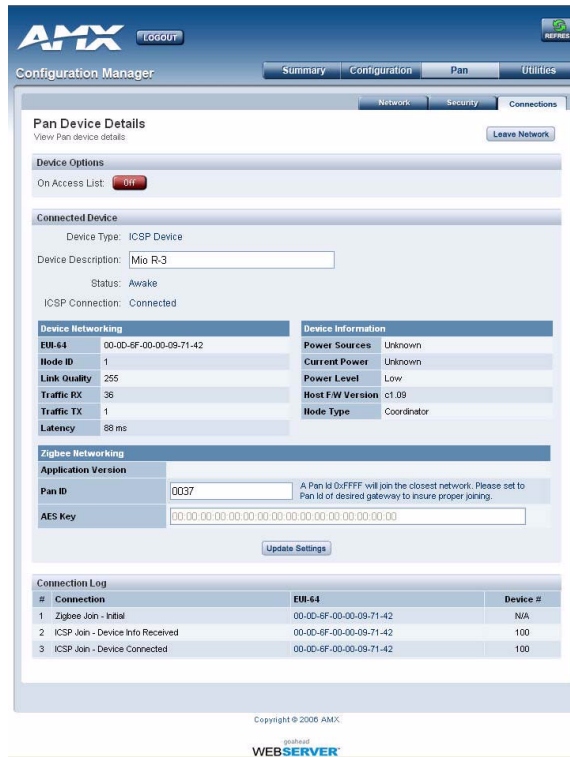 AMX LOGOUT REFRES
Configuration Manager Summary Configuration Pan Utilities
Network Security Connections
Pan Device Details
View Pan device details
Leave Network
Device Options
On Access List: Off
Connected Device
Device Type: ICSP Device
Device Description: Mio R-3
Status: Awake
ICSP Connection: Connected
Device Networking
EUI-64 00-0D-6F-00-00-09-71-42
Node ID 1
Link Quality 255
Traffic RX 36
Traffic TX 1
Latency 88 ms
Device Information
Power Sources Unknown
Current Power Unknown
Power Level Low
Host F/W Version c1.09
Node Type Coordinator
Zigbee Networking
Application Version
Pan ID 0037 A Pan Id 0xFFFF will join the closest network. Please set to
Pan Id of desired gateway to insure proper joining.
AES Key 00:00:00:00:00:00:00:00:00:00:00:00:00:00:00:00
Update Settings
Connection Log
# Connection EUI-64 Device #
1 Zigbee Join - Initial 00-0D-6F-00-00-09-71-42 N/A
2 ICSP Join - Device Info Received 00-0D-6F-00-00-09-71-42 100
3 ICSP Join - Device Connected 00-0D-6F-00-00-09-71-42 100
Copyright © 2006 AMX
goahead
WEBSERVER